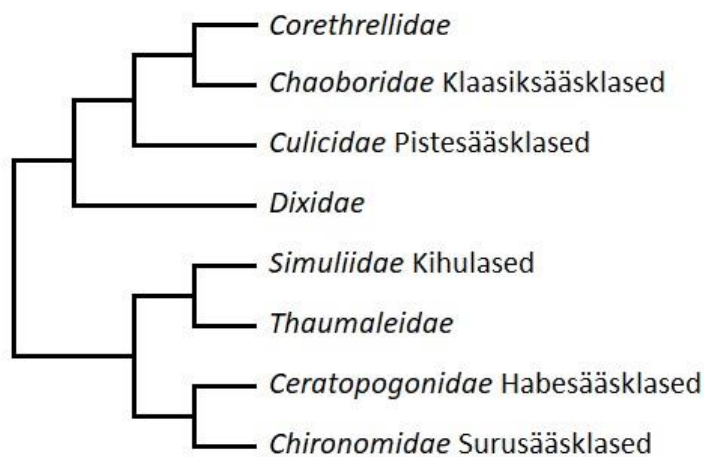 Corethrellidae
Chaoboridae Klaasiksääsklased
Culicidae Pistesääsklased
Dixidae
Simuliidae Kihulased
Thaumaleidae
Ceratopogonidae Habesääsklased
Chironomidae Surusääsklased